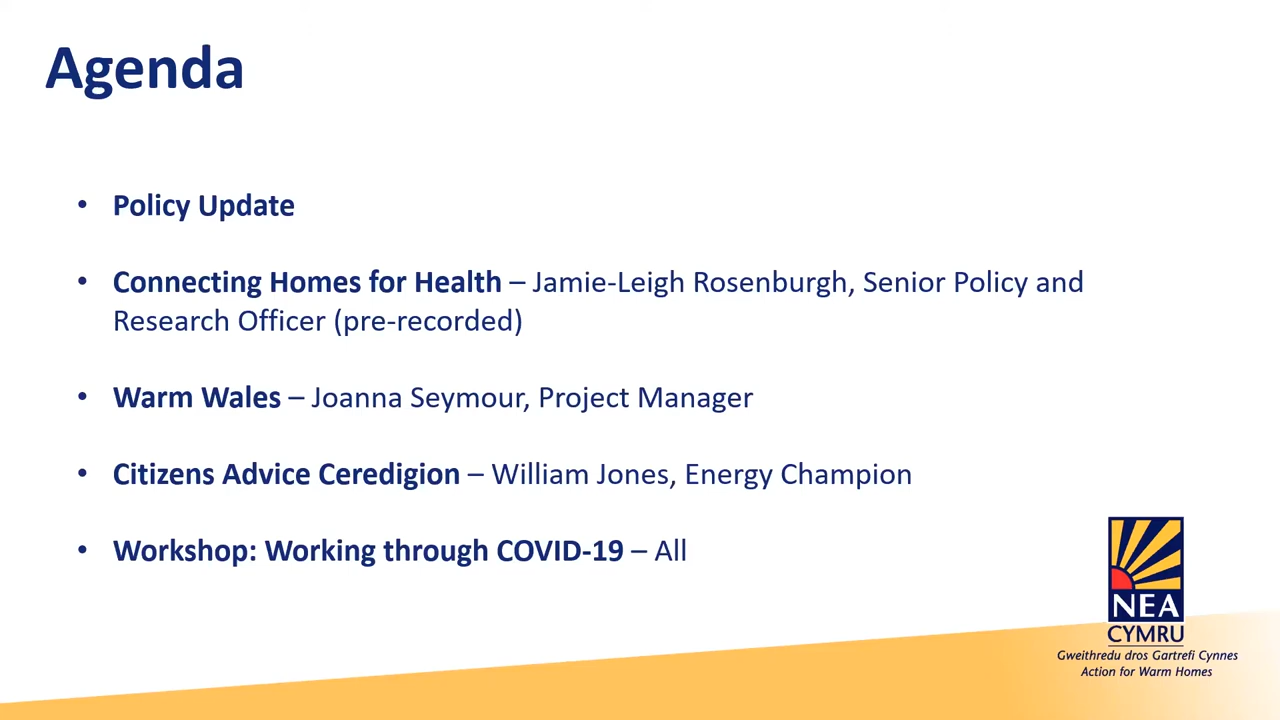 Agenda
• Policy Update
• Connecting Homes for Health – Jamie-Leigh Rosenburgh, Senior Policy and
Research Officer (pre-recorded)
• Warm Wales – Joanna Seymour, Project Manager
• Citizens Advice Ceredigion – William Jones, Energy Champion
• Workshop: Working through COVID-19 – All
NEA
CYMRU
Gweithredu dros Gartrefi Cynnes
Action for Warm Homes